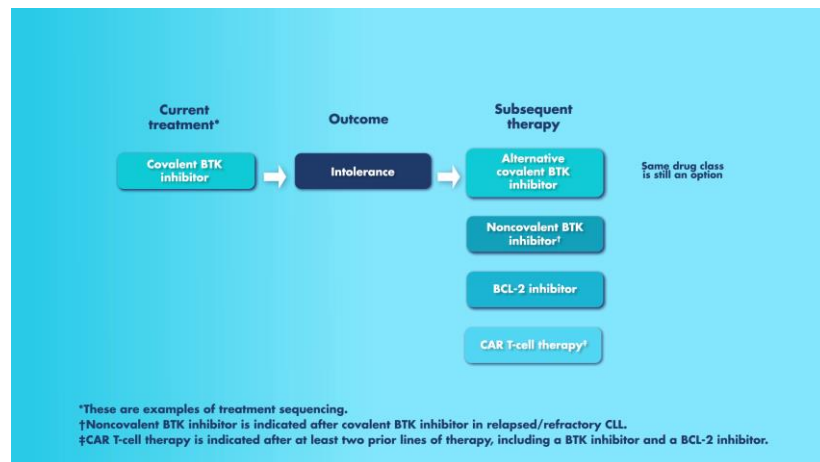 Current
treatment*
Outcome
Subsequent
therapy
Covalent BTK
inhibitor
Intolerance
Alternative
covalent BTK
inhibitor
Same drug class
is still an option
Noncovalent BTK
inhibitor†
BCL-2 inhibitor
CAR T-cell therapy‡
*These are examples of treatment sequencing.
†Noncovalent BTK inhibitor is indicated after covalent BTK inhibitor in relapsed/refractory CLL.
‡CAR T-cell therapy is indicated after at least two prior lines of therapy, including a BTK inhibitor and a BCL-2 inhibitor.